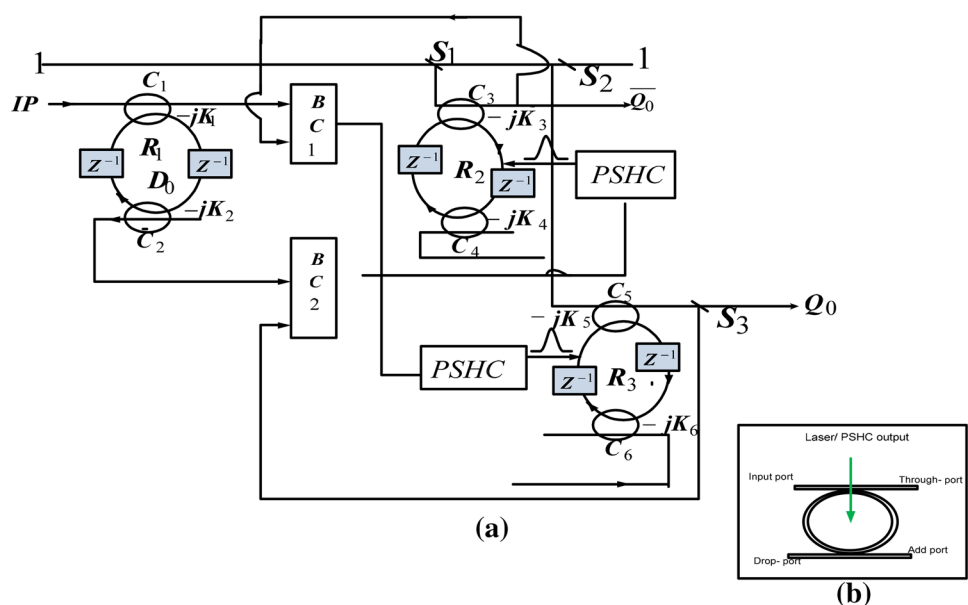 1 S₁ S₂ 1
C₁ C₃ Q̅₀
IP -jK₁ B C 1 -jK₃
R₁ Z⁻¹ Z⁻¹ Z⁻¹ R₂ Z⁻¹ PSHC
D₀
-jK₂ -jK₄
C₂ C₄
B C 2
C₅ Q₀
-jK₅ S₃
PSHC Z⁻¹ R₃ Z⁻¹
-jK₆
C₆
(a)
Laser/ PSHC output
Input port Through- port
Drop- port Add port
(b)